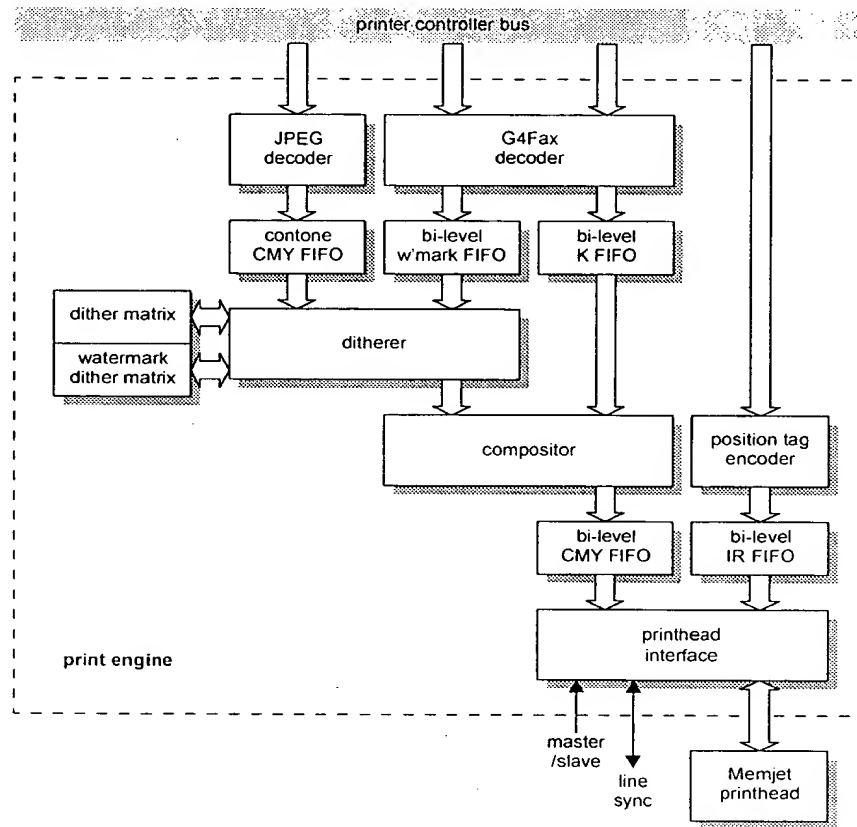 printer controller bus
JPEG
decoder
G4Fax
decoder
contone
CMY FIFO
bi-level
w'mark FIFO
bi-level
K FIFO
dither matrix
watermark
dither matrix
ditherer
compositor
position tag
encoder
bi-level
CMY FIFO
bi-level
IR FIFO
printhead
interface
print engine
master
/slave
line
sync
Memjet
printhead